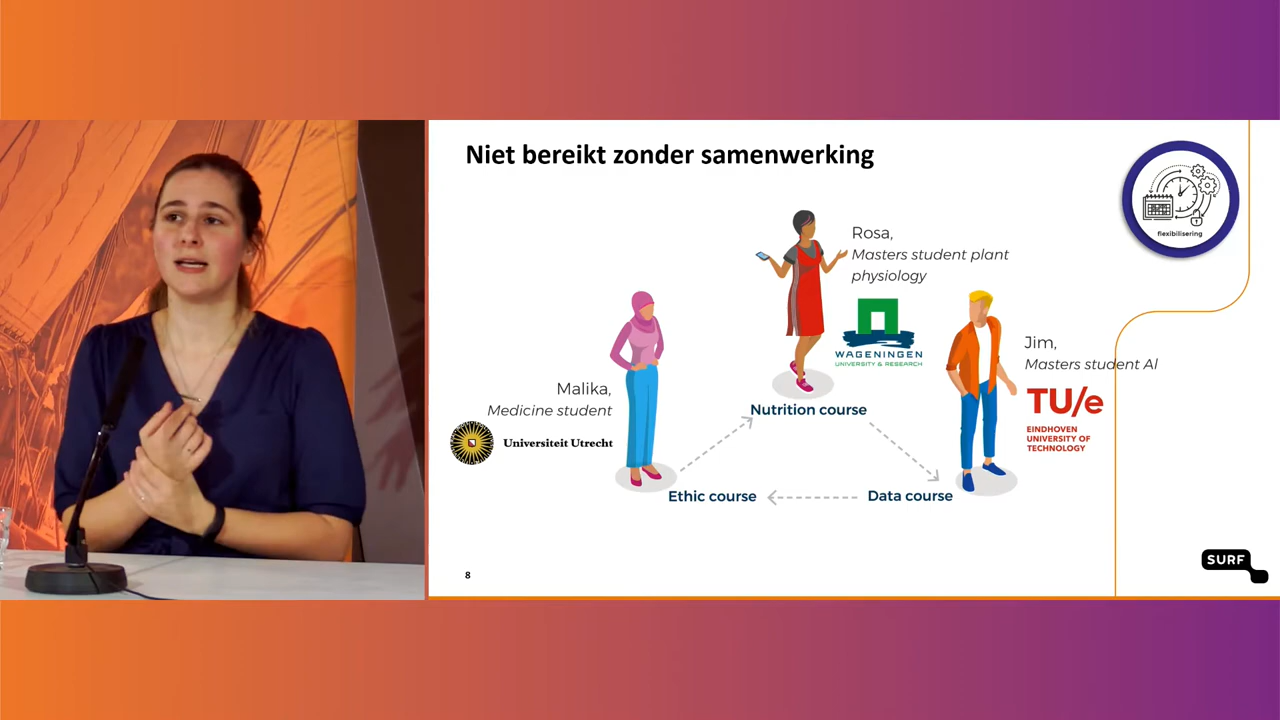 Niet bereikt zonder samenwerking
flexibilisering
Rosa,
Masters student plant
physiology
WAGENINGEN
UNIVERSITY & RESEARCH
Jim,
Masters student AI
TU/e
EINDHOVEN
UNIVERSITY OF
TECHNOLOGY
Malika,
Medicine student
Universiteit Utrecht
Nutrition course
Ethic course
Data course
8
SURF